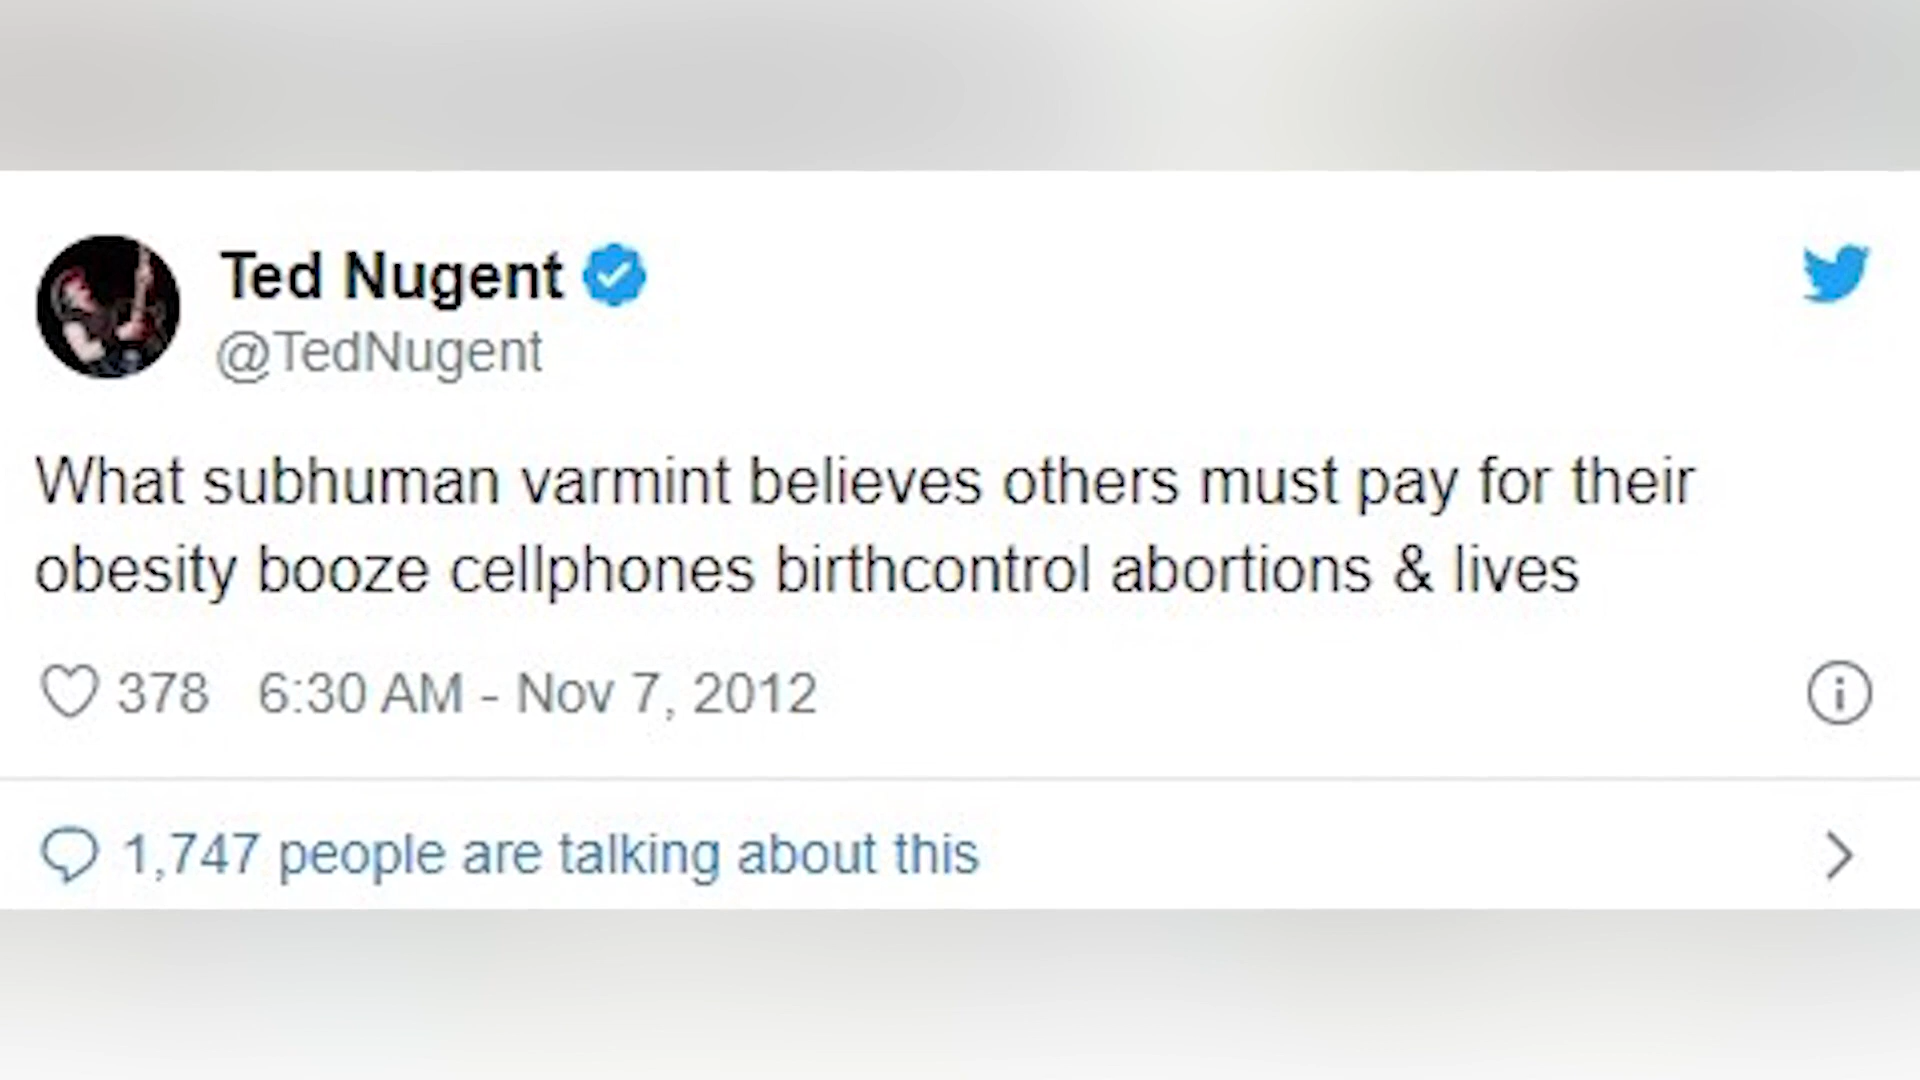 Ted Nugent
@TedNugent
What subhuman varmint believes others must pay for their
obesity booze cellphones birthcontrol abortions & lives
378 6:30 AM - Nov 7, 2012
1,747 people are talking about this